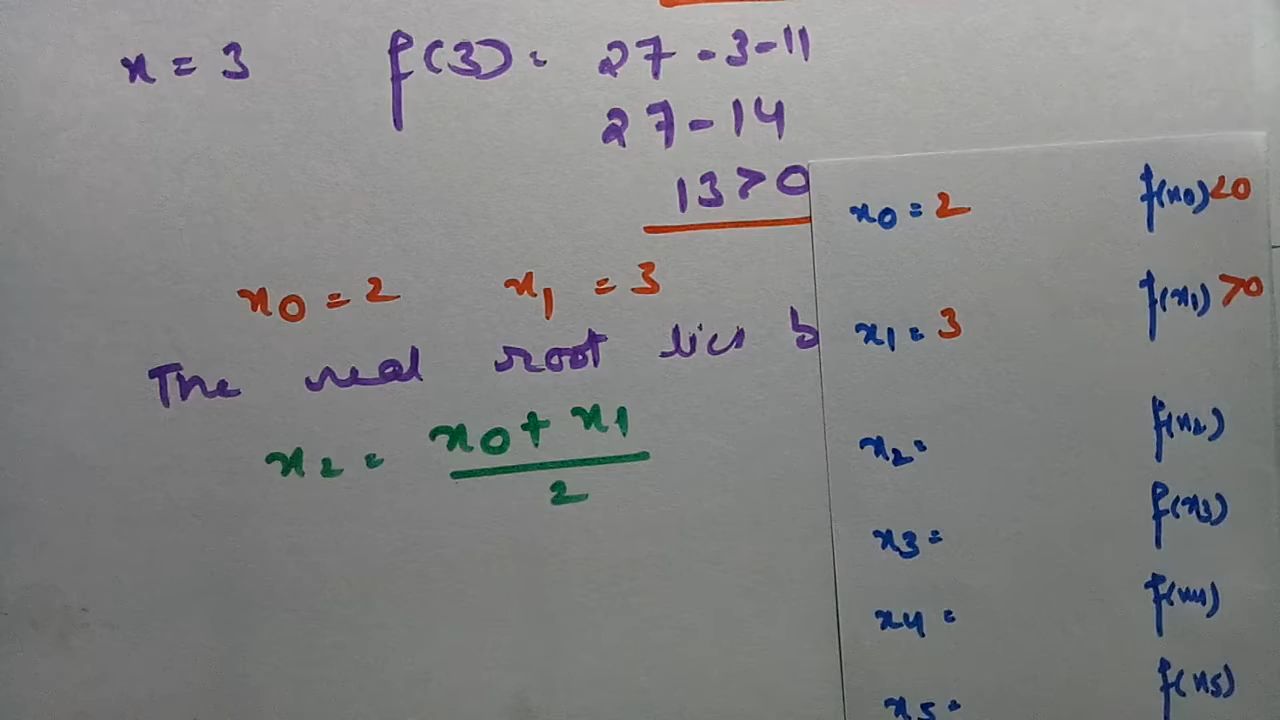 x = 3 f(3) = 27 - 3 - 11
27 - 14
13 > 0
x0 = 2 x1 = 3
The real root lies b
x2 = x0 + x1
2
x0 = 2 f(x0) < 0
x1 = 3 f(x1) > 0
x2 = f(x2)
x3 = f(x3)
x4 = f(x4)
x5 = f(x5)